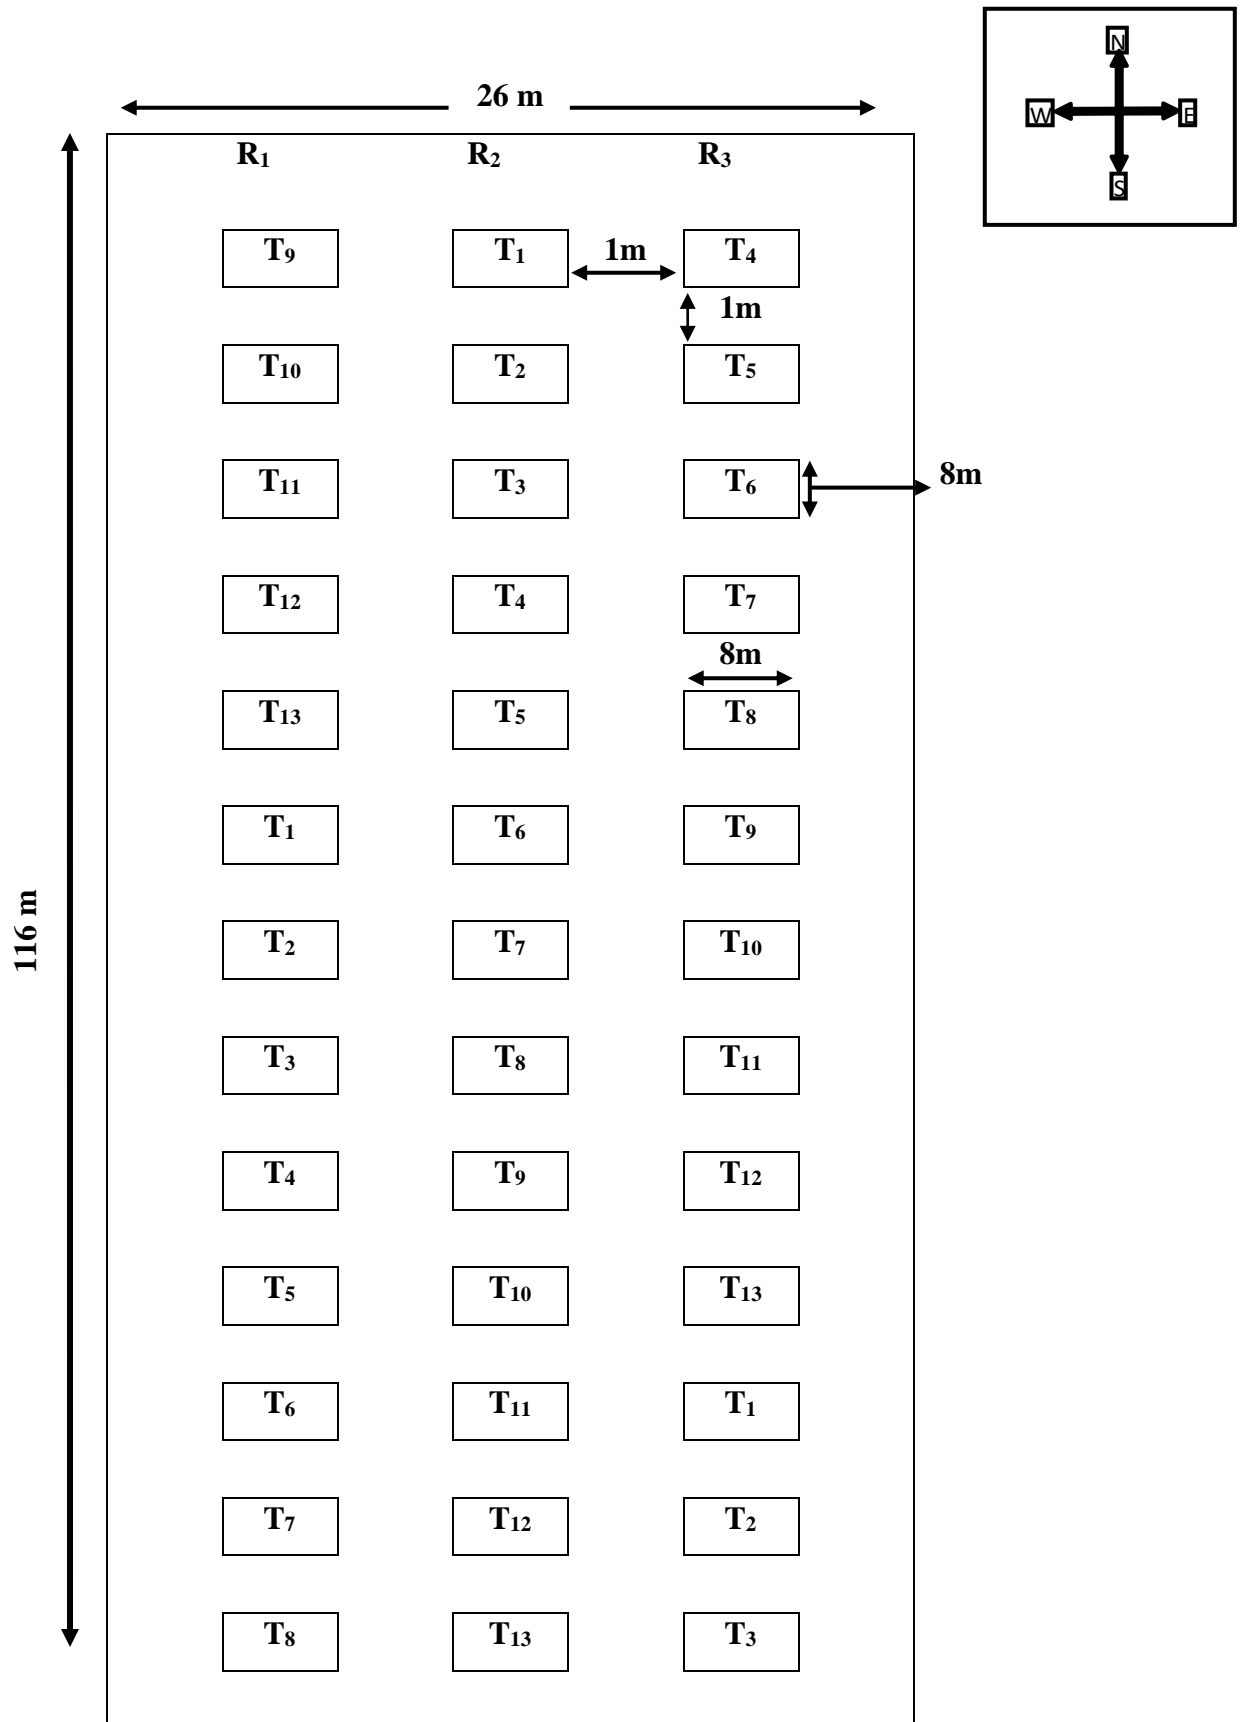 N
26 m
W E
R₁ R₂ R₃
S
T₉ T₁ 1m T₄
1m
T₁₀ T₂ T₅
T₁₁ T₃ T₆ 8m
T₁₂ T₄ T₇
8m
T₁₃ T₅ T₈
T₁ T₆ T₉
116 m
T₂ T₇ T₁₀
T₃ T₈ T₁₁
T₄ T₉ T₁₂
T₅ T₁₀ T₁₃
T₆ T₁₁ T₁
T₇ T₁₂ T₂
T�8 T₁₃ T₃